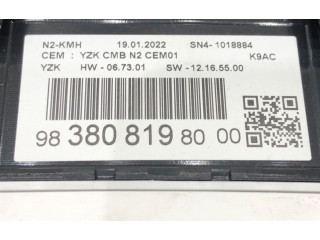 N2-KMH 19.01.2022 SN4-1018884
CEM : YZK CMB N2 CEM01 K9AC
YZK HW - 06.73.01 SW -12.16.55.00
98 380 819 80 00